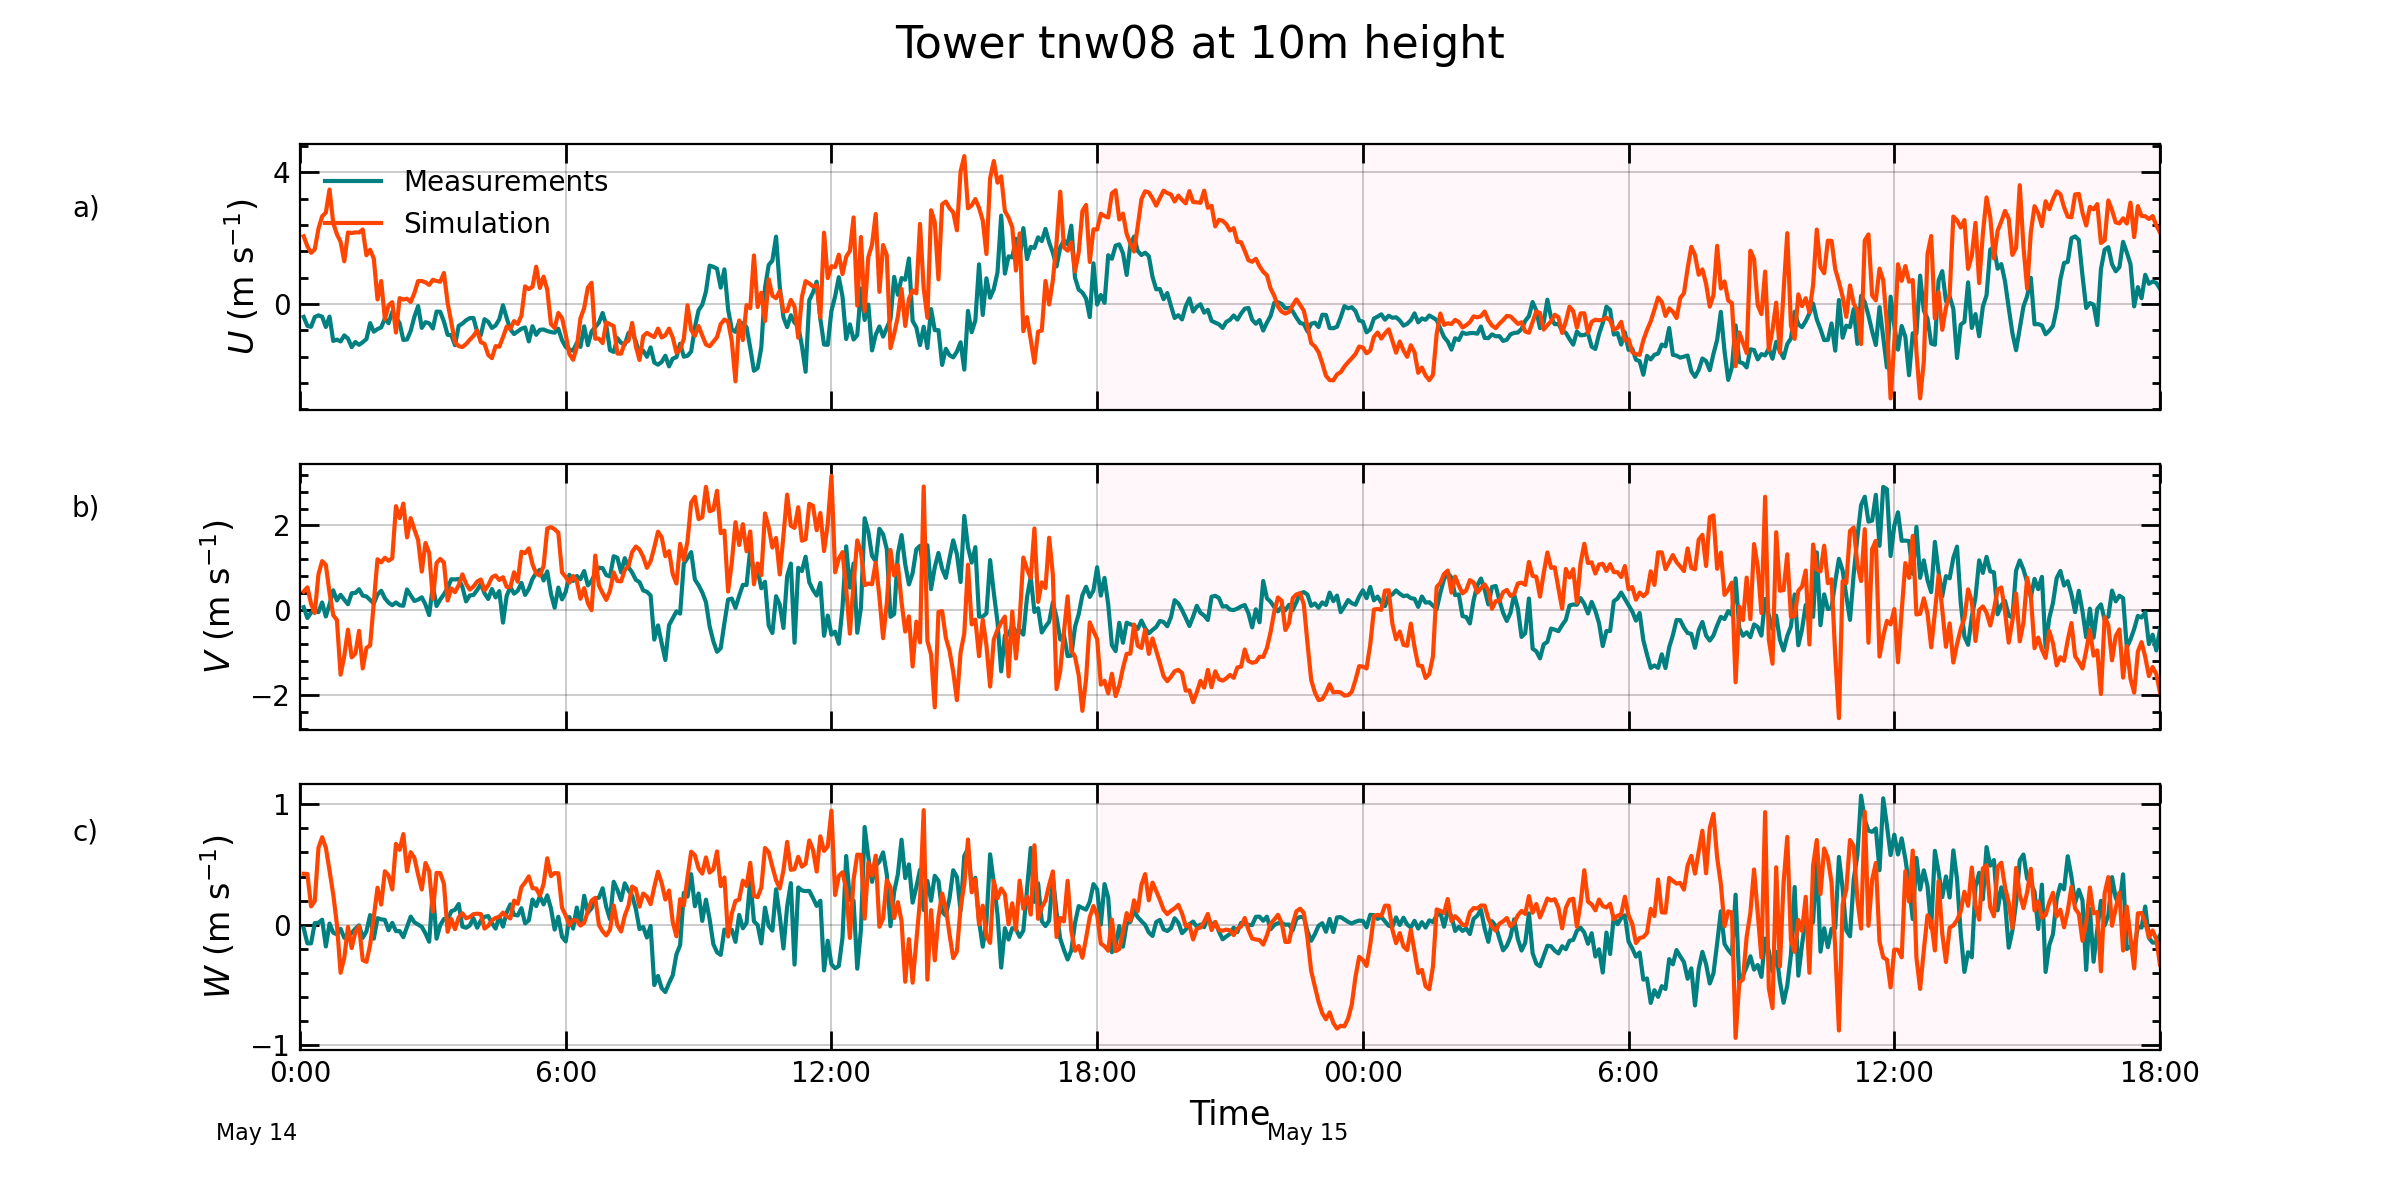 Tower tnw08 at 10m height
a)
U (m s⁻¹)
4
0
Measurements
Simulation
b)
V (m s⁻¹)
2
0
−2
c)
W (m s⁻¹)
1
0
−1
0:00 6:00 12:00 18:00 00:00 6:00 12:00 18:00
Time
May 14 May 15